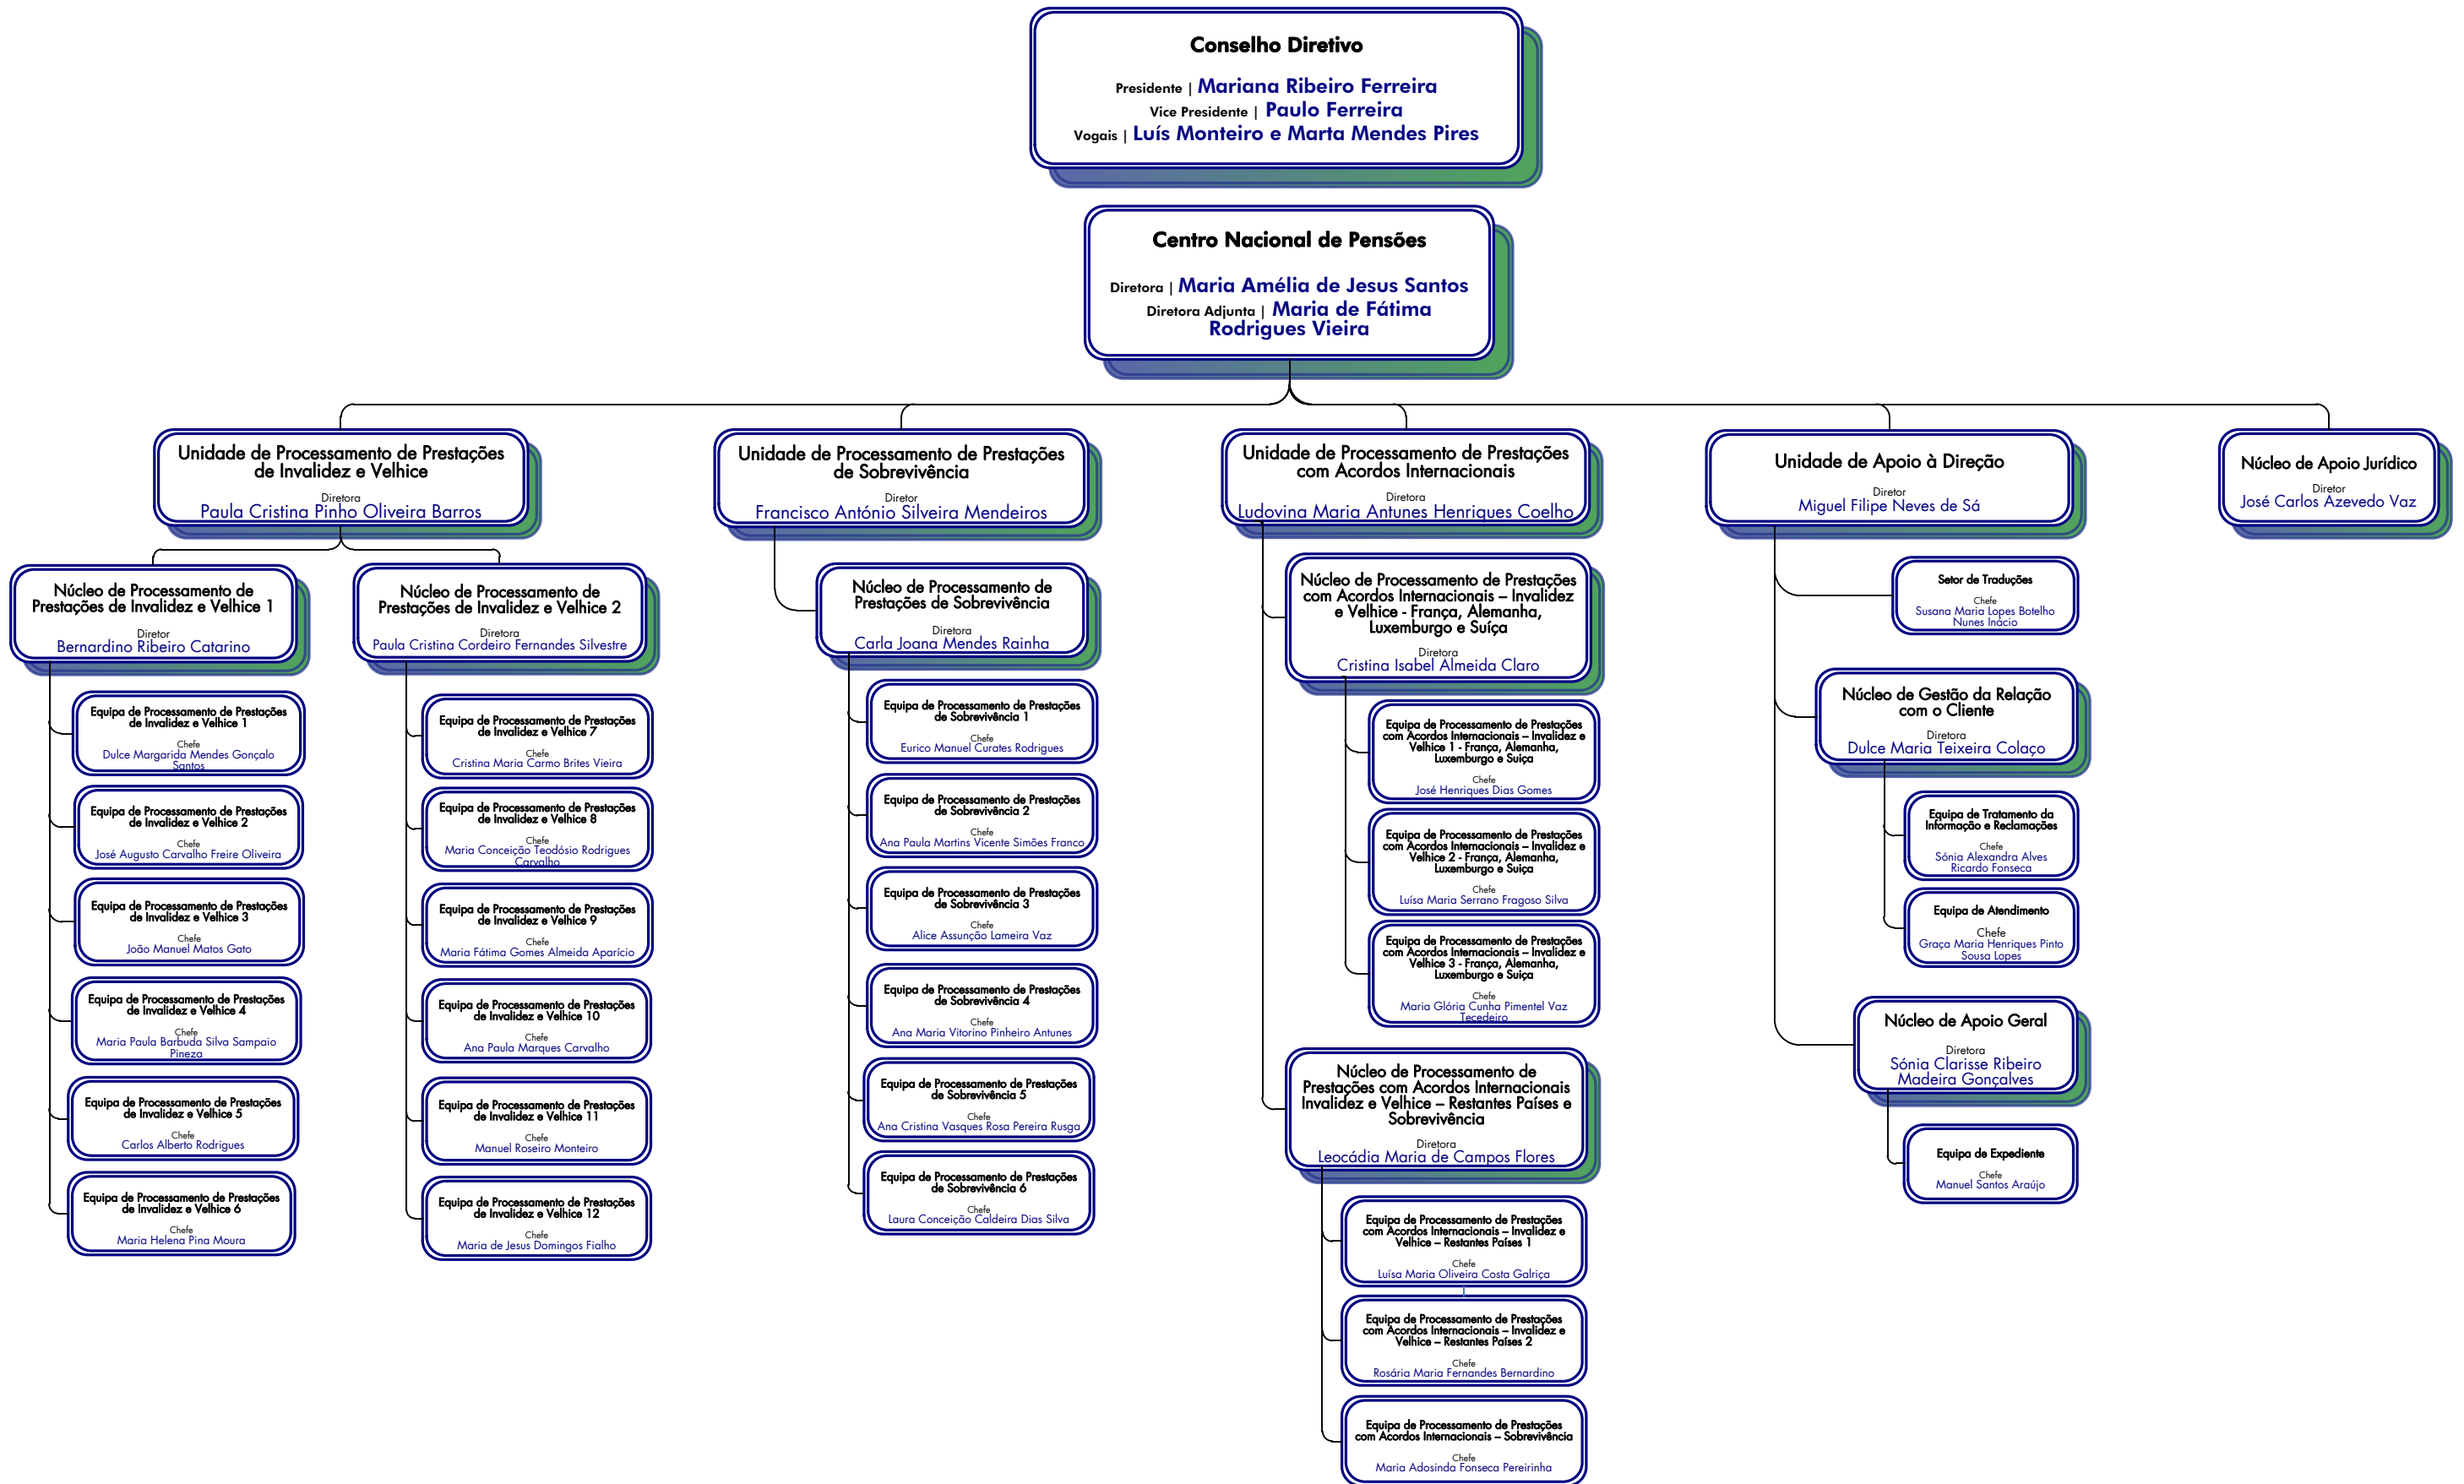 Conselho Diretivo
Presidente | Mariana Ribeiro Ferreira
Vice Presidente | Paulo Ferreira
Vogais | Luís Monteiro e Marta Mendes Pires
Centro Nacional de Pensões
Diretora | Maria Amélia de Jesus Santos
Diretora Adjunta | Maria de Fátima
Rodrigues Vieira
Unidade de Processamento de Prestações
de Invalidez e Velhice
Diretora
Paula Cristina Pinho Oliveira Barros
Núcleo de Processamento de
Prestações de Invalidez e Velhice 1
Diretor
Bernardino Ribeiro Catarino
Equipa de Processamento de Prestações
de Invalidez e Velhice 1
Chefe
Dulce Margarida Mendes Gonçalo
Santos
Equipa de Processamento de Prestações
de Invalidez e Velhice 2
Chefe
José Augusto Carvalho Freire Oliveira
Equipa de Processamento de Prestações
de Invalidez e Velhice 3
Chefe
João Manuel Matos Gato
Equipa de Processamento de Prestações
de Invalidez e Velhice 4
Chefe
Maria Paula Barbuda Silva Sampaio
Pineza
Equipa de Processamento de Prestações
de Invalidez e Velhice 5
Chefe
Carlos Alberto Rodrigues
Equipa de Processamento de Prestações
de Invalidez e Velhice 6
Chefe
Maria Helena Pina Moura
Núcleo de Processamento de
Prestações de Invalidez e Velhice 2
Diretora
Paula Cristina Cordeiro Fernandes Silvestre
Equipa de Processamento de Prestações
de Invalidez e Velhice 7
Chefe
Cristina Maria Carmo Brites Vieira
Equipa de Processamento de Prestações
de Invalidez e Velhice 8
Chefe
Maria Conceição Teodósio Rodrigues
Carvalho
Equipa de Processamento de Prestações
de Invalidez e Velhice 9
Chefe
Maria Fátima Gomes Almeida Aparício
Equipa de Processamento de Prestações
de Invalidez e Velhice 10
Chefe
Ana Paula Marques Carvalho
Equipa de Processamento de Prestações
de Invalidez e Velhice 11
Chefe
Manuel Roseiro Monteiro
Equipa de Processamento de Prestações
de Invalidez e Velhice 12
Chefe
Maria de Jesus Domingos Fialho
Unidade de Processamento de Prestações
de Sobrevivência
Diretor
Francisco António Silveira Mendeiros
Núcleo de Processamento de
Prestações de Sobrevivência
Diretora
Carla Joana Mendes Rainha
Equipa de Processamento de Prestações
de Sobrevivência 1
Chefe
Eurico Manuel Curates Rodrigues
Equipa de Processamento de Prestações
de Sobrevivência 2
Chefe
Ana Paula Martins Vicente Simões Franco
Equipa de Processamento de Prestações
de Sobrevivência 3
Chefe
Alice Assunção Lameira Vaz
Equipa de Processamento de Prestações
de Sobrevivência 4
Chefe
Ana Maria Vitorino Pinheiro Antunes
Equipa de Processamento de Prestações
de Sobrevivência 5
Chefe
Ana Cristina Vasques Rosa Pereira Rusga
Equipa de Processamento de Prestações
de Sobrevivência 6
Chefe
Laura Conceição Caldeira Dias Silva
Unidade de Processamento de Prestações
com Acordos Internacionais
Diretora
Ludovina Maria Antunes Henriques Coelho
Núcleo de Processamento de Prestações
com Acordos Internacionais – Invalidez
e Velhice - França, Alemanha,
Luxemburgo e Suíça
Diretora
Cristina Isabel Almeida Claro
Equipa de Processamento de Prestações
com Acordos Internacionais – Invalidez e
Velhice 1 - França, Alemanha,
Luxemburgo e Suiça
Chefe
José Henriques Dias Gomes
Equipa de Processamento de Prestações
com Acordos Internacionais – Invalidez e
Velhice 2 - França, Alemanha,
Luxemburgo e Suiça
Chefe
Luísa Maria Serrano Fragoso Silva
Equipa de Processamento de Prestações
com Acordos Internacionais – Invalidez e
Velhice 3 - França, Alemanha,
Luxemburgo e Suiça
Chefe
Maria Glória Cunha Pimentel Vaz
Tecedeiro
Núcleo de Processamento de
Prestações com Acordos Internacionais
Invalidez e Velhice – Restantes Países e
Sobrevivência
Diretora
Leocádia Maria de Campos Flores
Equipa de Processamento de Prestações
com Acordos Internacionais – Invalidez e
Velhice – Restantes Países 1
Chefe
Luísa Maria Oliveira Costa Galriça
Equipa de Processamento de Prestações
com Acordos Internacionais – Invalidez e
Velhice – Restantes Países 2
Chefe
Rosária Maria Fernandes Bernardino
Equipa de Processamento de Prestações
com Acordos Internacionais – Sobrevivência
Chefe
Maria Adosinda Fonseca Pereirinha
Unidade de Apoio à Direção
Diretor
Miguel Filipe Neves de Sá
Setor de Traduções
Chefe
Susana Maria Lopes Botelho
Nunes Inácio
Núcleo de Gestão da Relação
com o Cliente
Diretora
Dulce Maria Teixeira Colaço
Equipa de Tratamento da
Informação e Reclamações
Chefe
Sónia Alexandra Alves
Ricardo Fonseca
Equipa de Atendimento
Chefe
Graça Maria Henriques Pinto
Sousa Lopes
Núcleo de Apoio Geral
Diretora
Sónia Clarisse Ribeiro
Madeira Gonçalves
Equipa de Expediente
Chefe
Manuel Santos Araújo
Núcleo de Apoio Jurídico
Diretor
José Carlos Azevedo Vaz